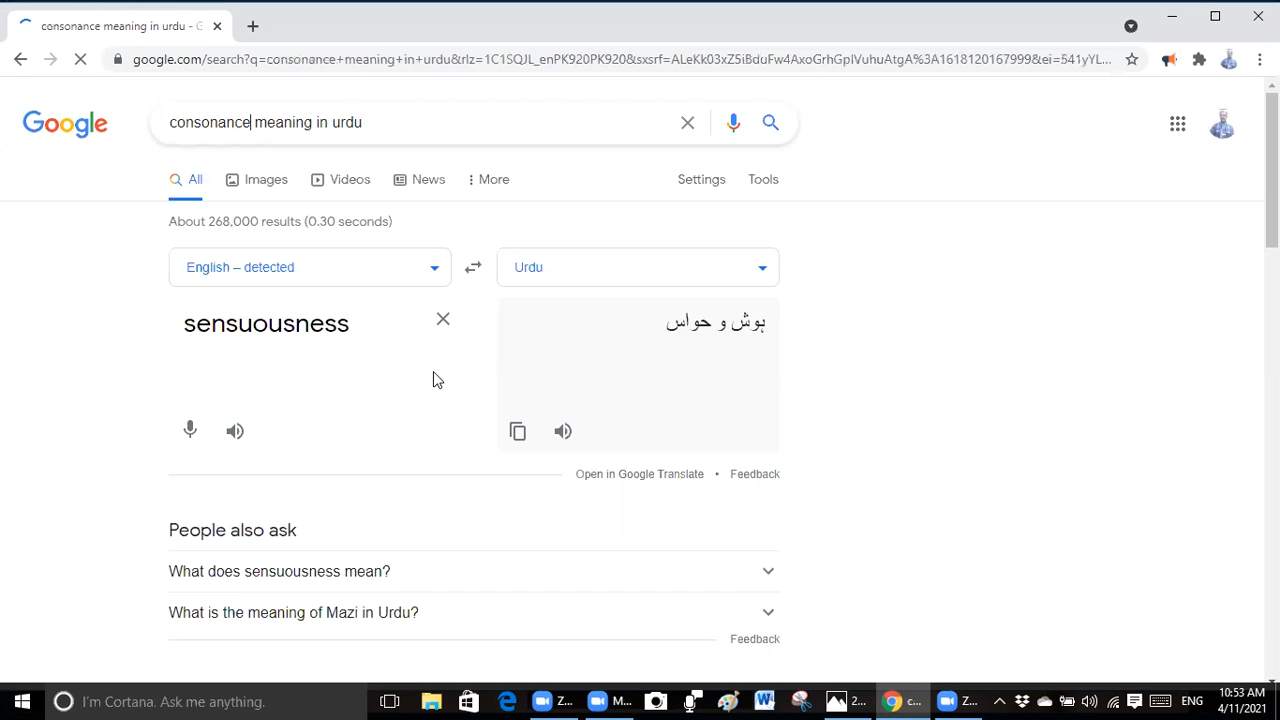 consonance meaning in urdu - G
google.com/search?q=consonance+meaning+in+urdu&rlz=1C1SQJL_enPK920PK920&sxsrf=ALeKk03xZ5iBduFw4AxoGrhGpIVuhuAtgA%3A1618120167999&ei=541yYL...
Google
consonance meaning in urdu
All Images Videos News More Settings Tools
About 268,000 results (0.30 seconds)
English – detected Urdu
sensuousness ہوش و حواس
Open in Google Translate • Feedback
People also ask
What does sensuousness mean?
What is the meaning of Mazi in Urdu?
Feedback
I'm Cortana. Ask me anything. Z... M... 2... c... Z... ENG 10:53 AM
4/11/2021